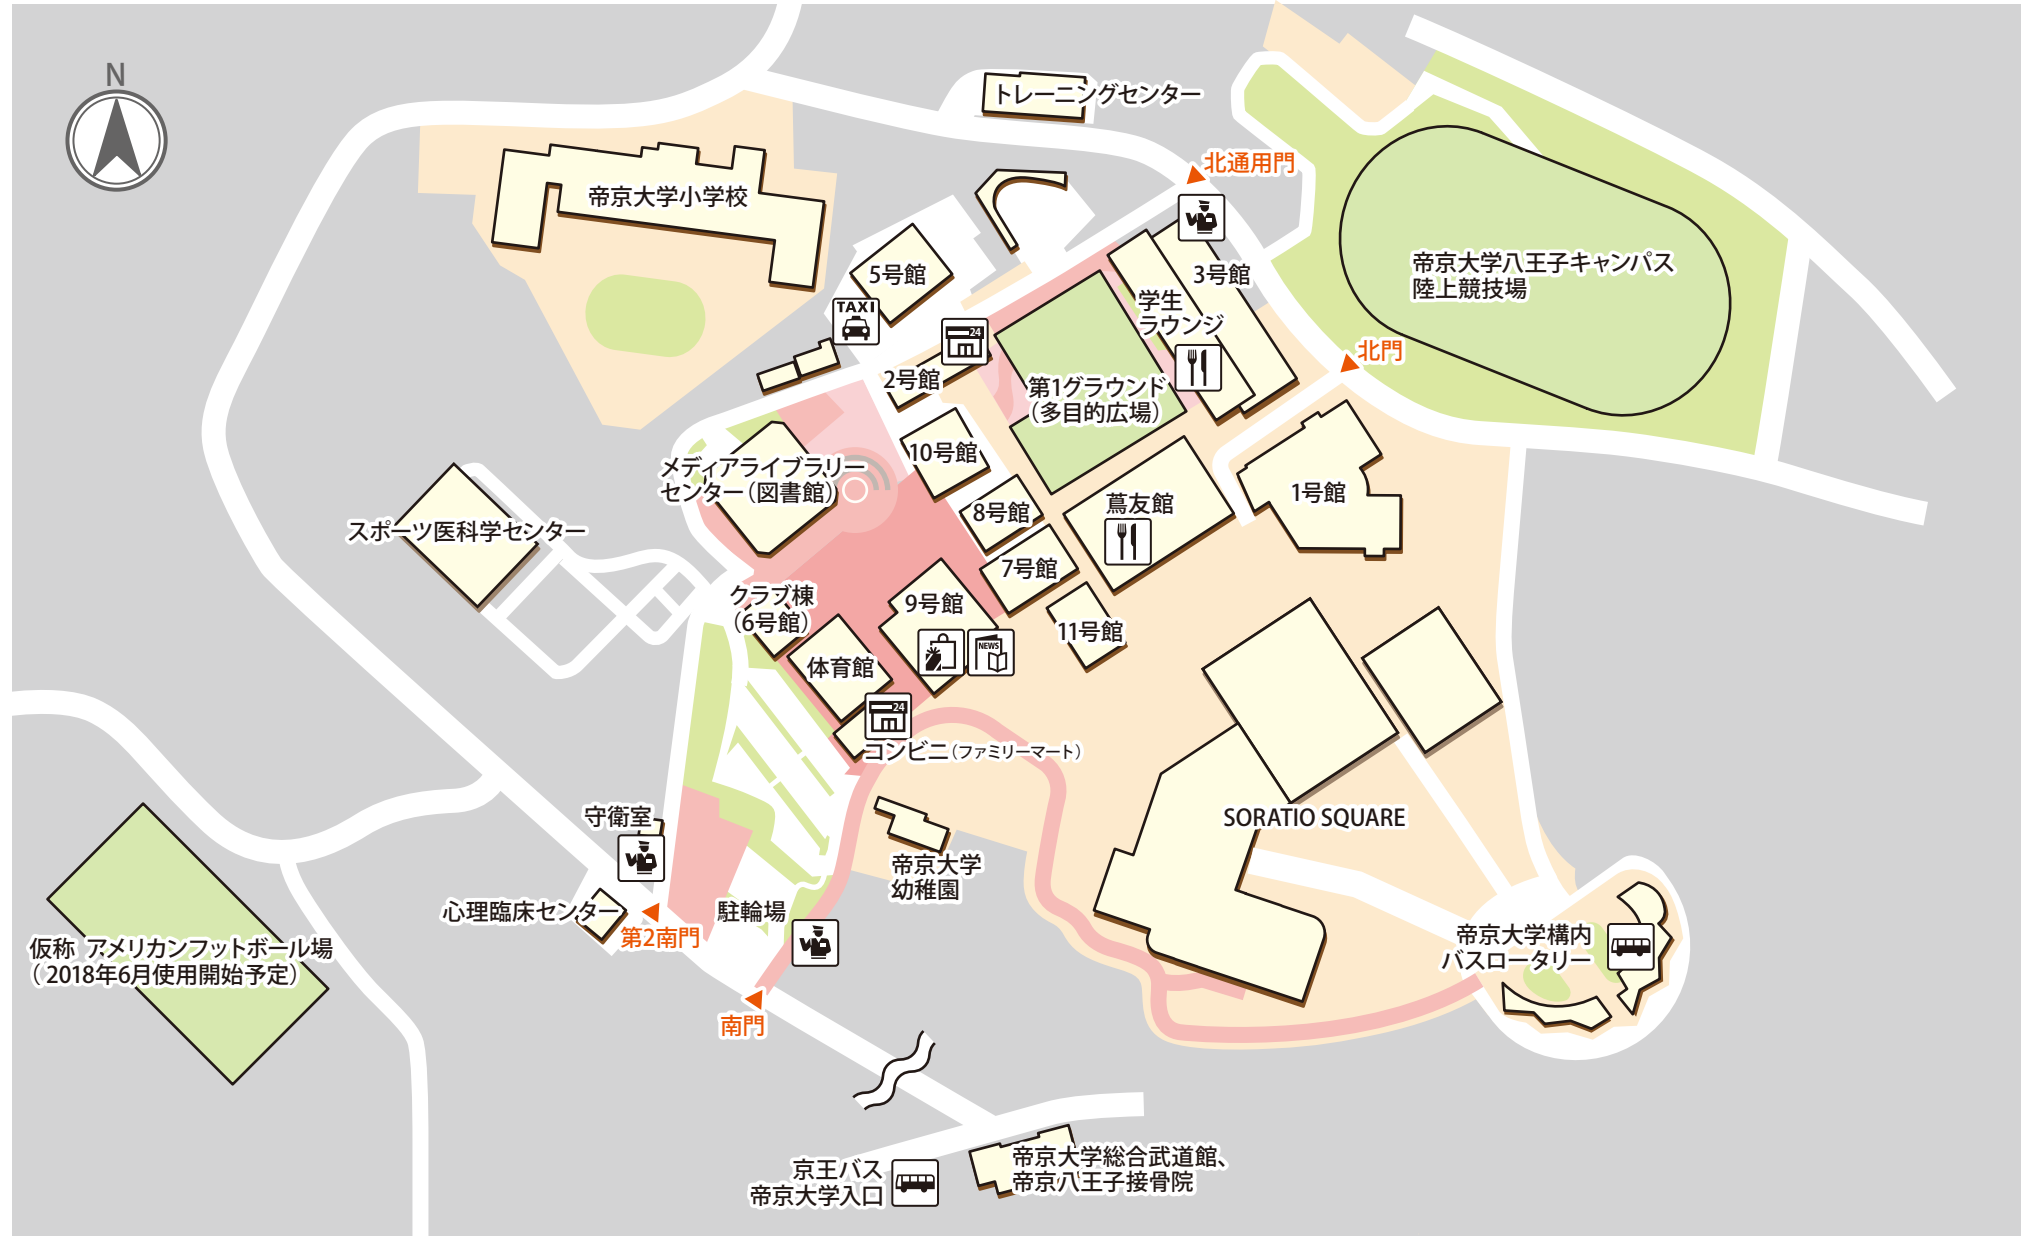 N
トレーニングセンター
北通用門
帝京大学小学校
5号館
3号館
帝京大学八王子キャンパス
陸上競技場
TAXI
学生
ラウンジ
24
北門
2号館
第1グラウンド
(多目的広場)
10号館
メディアライブラリー
センター(図書館)
1号館
蔦友館
8号館
スポーツ医科学センター
7号館
クラブ棟
(6号館)
9号館
11号館
NEWS
体育館
24
コンビニ(ファミリーマート)
守衛室
SORATIO SQUARE
帝京大学
幼稚園
心理臨床センター
駐輪場
第2南門
仮称 アメリカンフットボール場
(2018年6月使用開始予定)
帝京大学構内
バスロータリー
南門
京王バス
帝京大学入口
帝京大学総合武道館、
帝京八王子接骨院